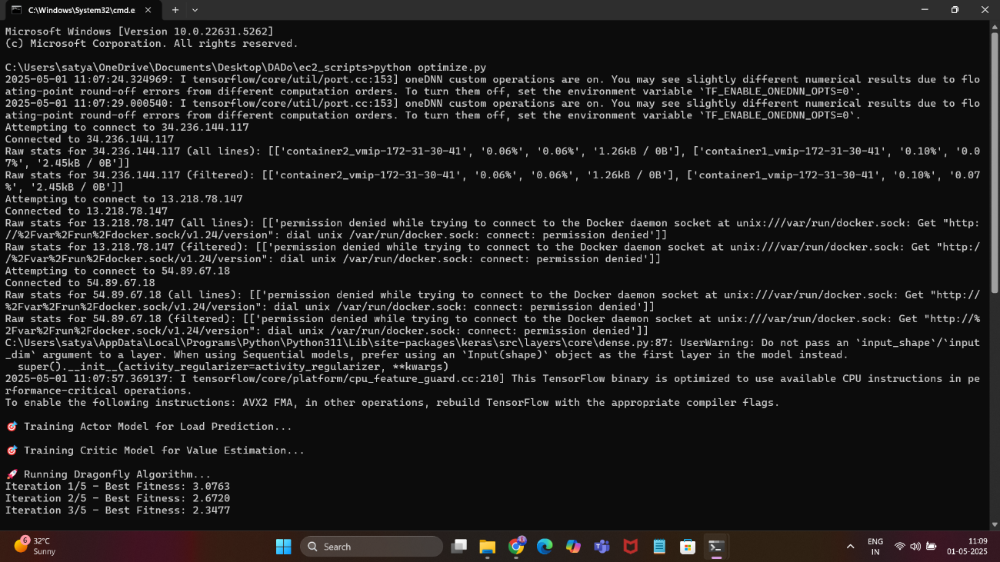 C:\Windows\System32\cmd.e
Microsoft Windows [Version 10.0.22631.5262]
(c) Microsoft Corporation. All rights reserved.
C:\Users\satya\OneDrive\Documents\Desktop\DADo\ec2_scripts>python optimize.py
2025-05-01 11:07:24.324969: I tensorflow/core/util/port.cc:153] oneDNN custom operations are on. You may see slightly different numerical results due to flo
ating-point round-off errors from different computation orders. To turn them off, set the environment variable `TF_ENABLE_ONEDNN_OPTS=0`.
2025-05-01 11:07:29.000540: I tensorflow/core/util/port.cc:153] oneDNN custom operations are on. You may see slightly different numerical results due to flo
ating-point round-off errors from different computation orders. To turn them off, set the environment variable `TF_ENABLE_ONEDNN_OPTS=0`.
Attempting to connect to 34.236.144.117
Connected to 34.236.144.117
Raw stats for 34.236.144.117 (all lines): [['container2_vmip-172-31-30-41', '0.06%', '0.06%', '1.26kB / 0B'], ['container1_vmip-172-31-30-41', '0.10%', '0.0
7%', '2.45kB / 0B']]
Raw stats for 34.236.144.117 (filtered): [['container2_vmip-172-31-30-41', '0.06%', '0.06%', '1.26kB / 0B'], ['container1_vmip-172-31-30-41', '0.10%', '0.07
%', '2.45kB / 0B']]
Attempting to connect to 13.218.78.147
Connected to 13.218.78.147
Raw stats for 13.218.78.147 (all lines): [['permission denied while trying to connect to the Docker daemon socket at unix:///var/run/docker.sock: Get "http:
//%2Fvar%2Frun%2Fdocker.sock/v1.24/version": dial unix /var/run/docker.sock: connect: permission denied']]
Raw stats for 13.218.78.147 (filtered): [['permission denied while trying to connect to the Docker daemon socket at unix:///var/run/docker.sock: Get "http:/
/%2Fvar%2Frun%2Fdocker.sock/v1.24/version": dial unix /var/run/docker.sock: connect: permission denied']]
Attempting to connect to 54.89.67.18
Connected to 54.89.67.18
Raw stats for 54.89.67.18 (all lines): [['permission denied while trying to connect to the Docker daemon socket at unix:///var/run/docker.sock: Get "http://
%2Fvar%2Frun%2Fdocker.sock/v1.24/version": dial unix /var/run/docker.sock: connect: permission denied']]
Raw stats for 54.89.67.18 (filtered): [['permission denied while trying to connect to the Docker daemon socket at unix:///var/run/docker.sock: Get "http://%
2Fvar%2Frun%2Fdocker.sock/v1.24/version": dial unix /var/run/docker.sock: connect: permission denied']]
C:\Users\satya\AppData\Local\Programs\Python\Python311\Lib\site-packages\keras\src\layers\core\dense.py:87: UserWarning: Do not pass an `input_shape`/`input
_dim` argument to a layer. When using Sequential models, prefer using an `Input(shape)` object as the first layer in the model instead.
super().__init__(activity_regularizer=activity_regularizer, **kwargs)
2025-05-01 11:07:57.369137: I tensorflow/core/platform/cpu_feature_guard.cc:210] This TensorFlow binary is optimized to use available CPU instructions in pe
rformance-critical operations.
To enable the following instructions: AVX2 FMA, in other operations, rebuild TensorFlow with the appropriate compiler flags.
🎯 Training Actor Model for Load Prediction...
🎯 Training Critic Model for Value Estimation...
🚀 Running Dragonfly Algorithm...
Iteration 1/5 - Best Fitness: 3.0763
Iteration 2/5 - Best Fitness: 2.6720
Iteration 3/5 - Best Fitness: 2.3477
6
32°C
Sunny
Search
ENG
IN
11:09
01-05-2025